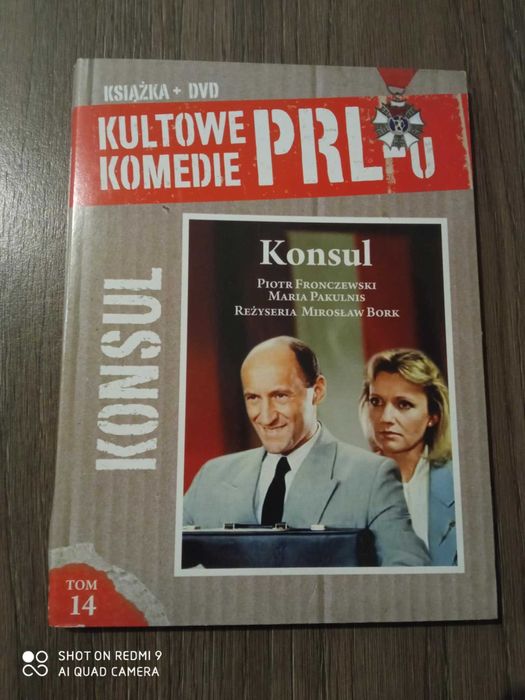 KSIĄŻKA + DVD
KULTOWE
KOMEDIE
PRL-U
KONSUL
Konsul
PIOTR FRONCZEWSKI
MARIA PAKULNIS
REŻYSERIA MIROSŁAW BORK
TOM
14
SHOT ON REDMI 9
AI QUAD CAMERA